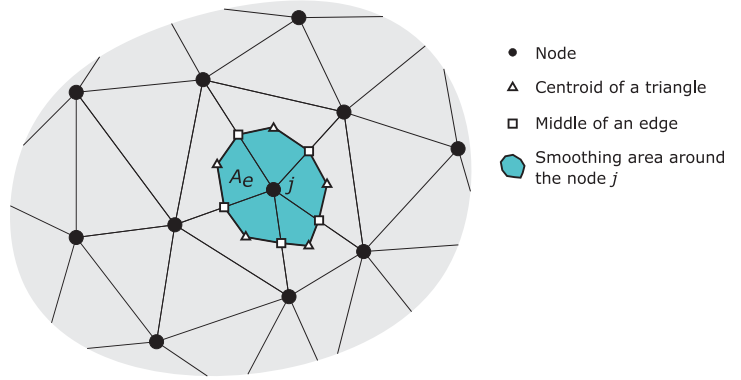 Node
Centroid of a triangle
Middle of an edge
Smoothing area around
the node j
Ae
j